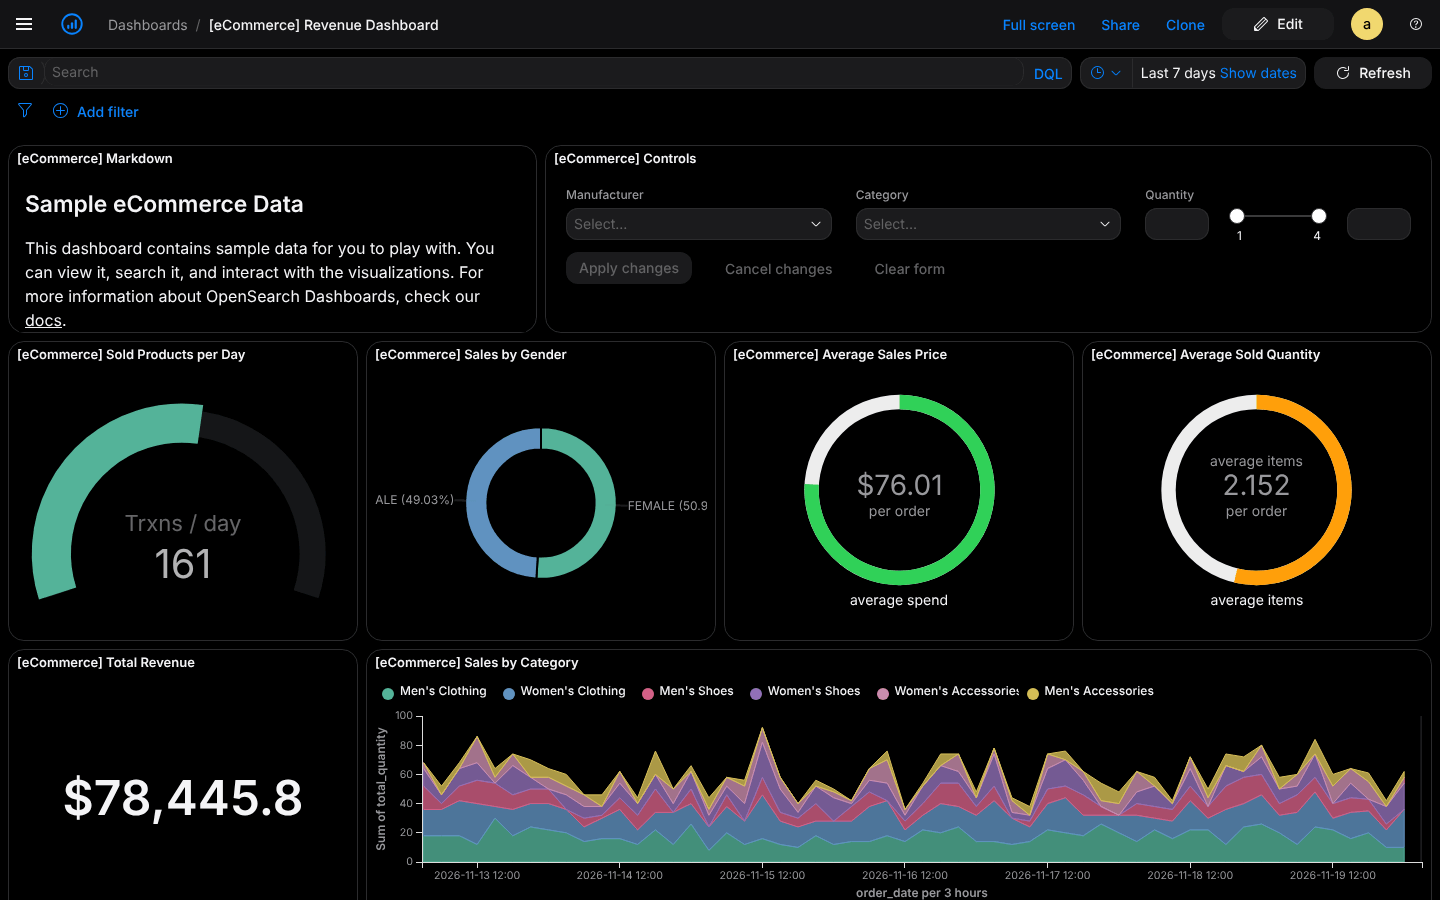 Dashboards / [eCommerce] Revenue Dashboard
Full screen
Share
Clone
Edit
a
Search
DQL
Last 7 days Show dates
Refresh
Add filter
[eCommerce] Markdown
Sample eCommerce Data
This dashboard contains sample data for you to play with. You
can view it, search it, and interact with the visualizations. For
more information about OpenSearch Dashboards, check our
docs.
[eCommerce] Controls
Manufacturer
Select...
Category
Select...
Quantity
1
4
Apply changes
Cancel changes
Clear form
[eCommerce] Sold Products per Day
Trxns / day
161
[eCommerce] Sales by Gender
ALE (49.03%)
FEMALE (50.9
[eCommerce] Average Sales Price
$76.01
per order
average spend
[eCommerce] Average Sold Quantity
average items
2.152
per order
average items
[eCommerce] Total Revenue
$78,445.8
[eCommerce] Sales by Category
Men's Clothing
Women's Clothing
Men's Shoes
Women's Shoes
Women's Accessories
Men's Accessories
Sum of total_quantity
100
80
60
40
20
0
2026-11-13 12:00
2026-11-14 12:00
2026-11-15 12:00
2026-11-16 12:00
2026-11-17 12:00
2026-11-18 12:00
2026-11-19 12:00
order_date per 3 hours